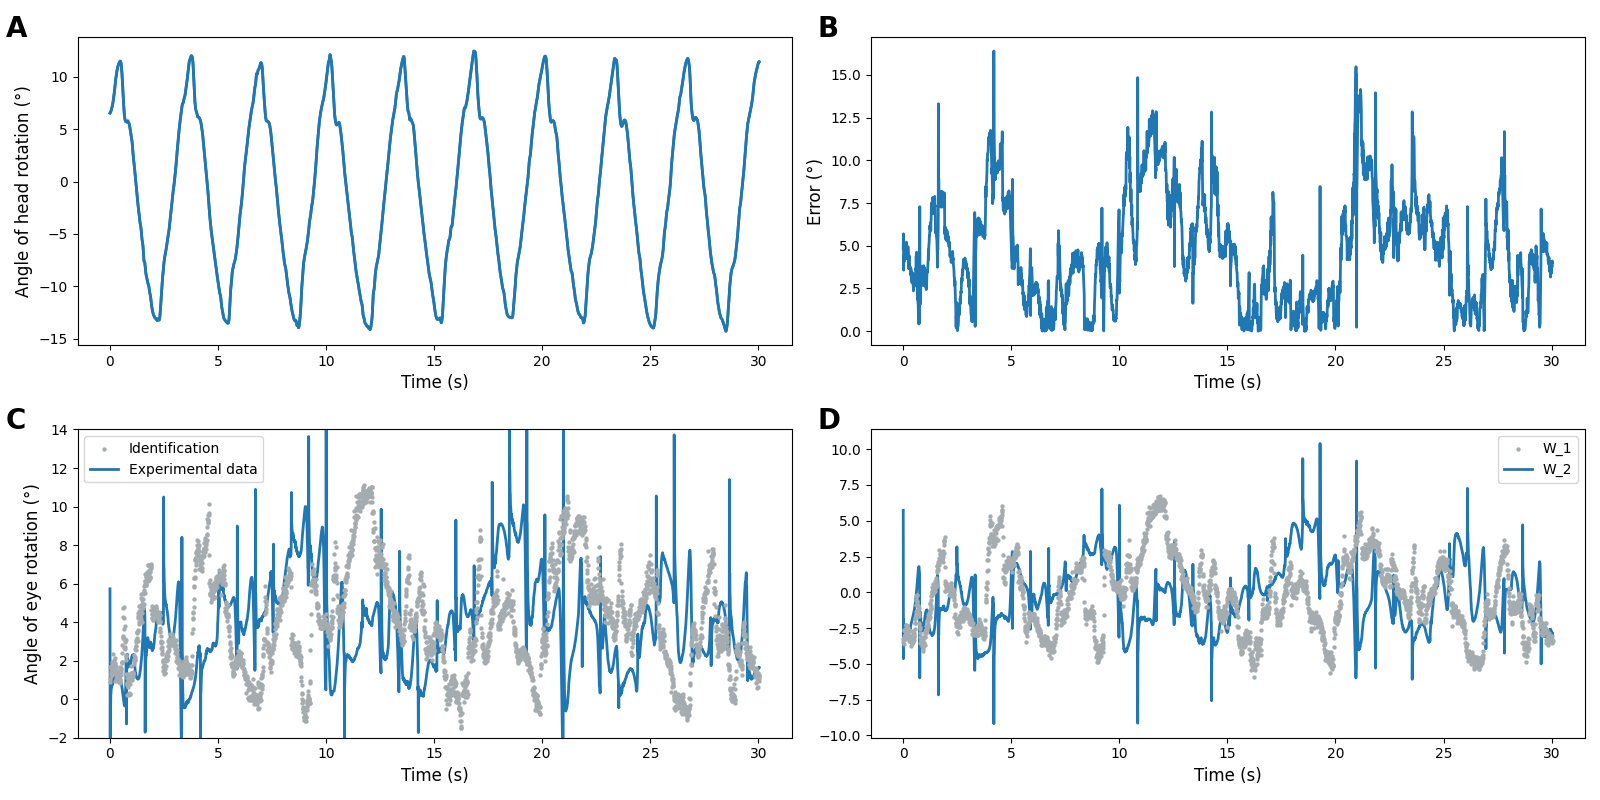 A
Angle of head rotation (°)
10
5
0
−5
−10
−15
0 5 10 15 20 25 30
Time (s)
B
Error (°)
15.0
12.5
10.0
7.5
5.0
2.5
0.0
0 5 10 15 20 25 30
Time (s)
C
Angle of eye rotation (°)
14
12
10
8
6
4
2
0
−2
Identification
Experimental data
0 5 10 15 20 25 30
Time (s)
D
10.0
7.5
5.0
2.5
0.0
−2.5
−5.0
−7.5
−10.0
W_1
W_2
0 5 10 15 20 25 30
Time (s)